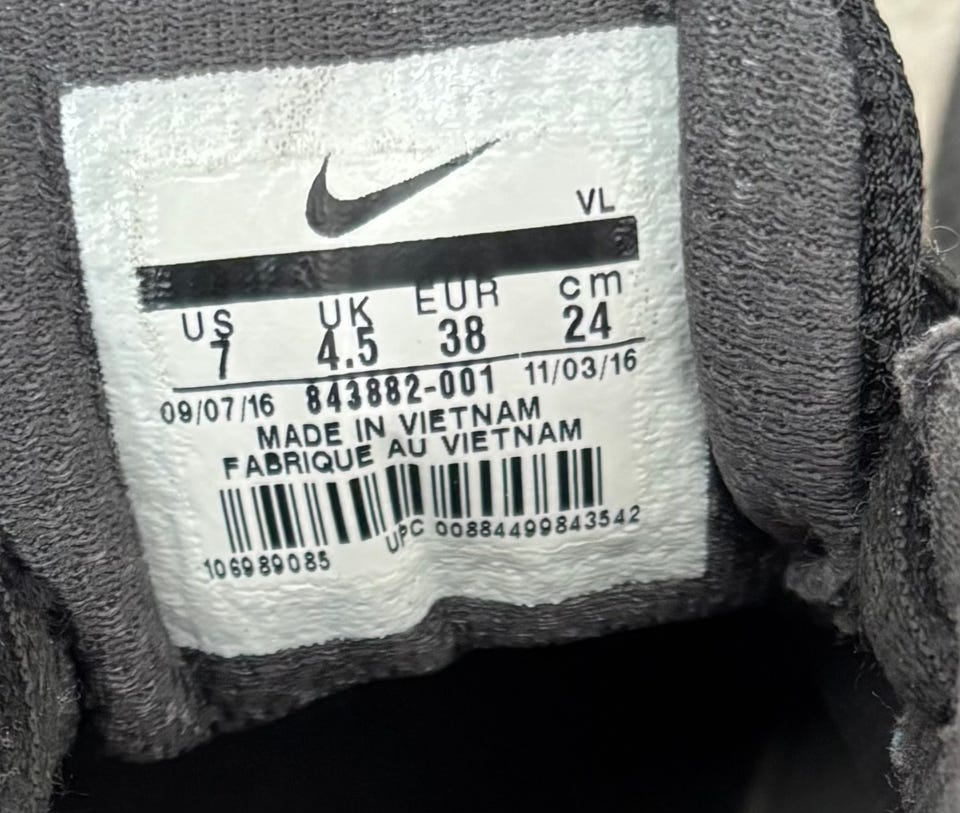 VL
US UK EUR cm
7 4.5 38 24
09/07/16 843882-001 11/03/16
MADE IN VIETNAM
FABRIQUE AU VIETNAM
106989085 UPC 00884499843542